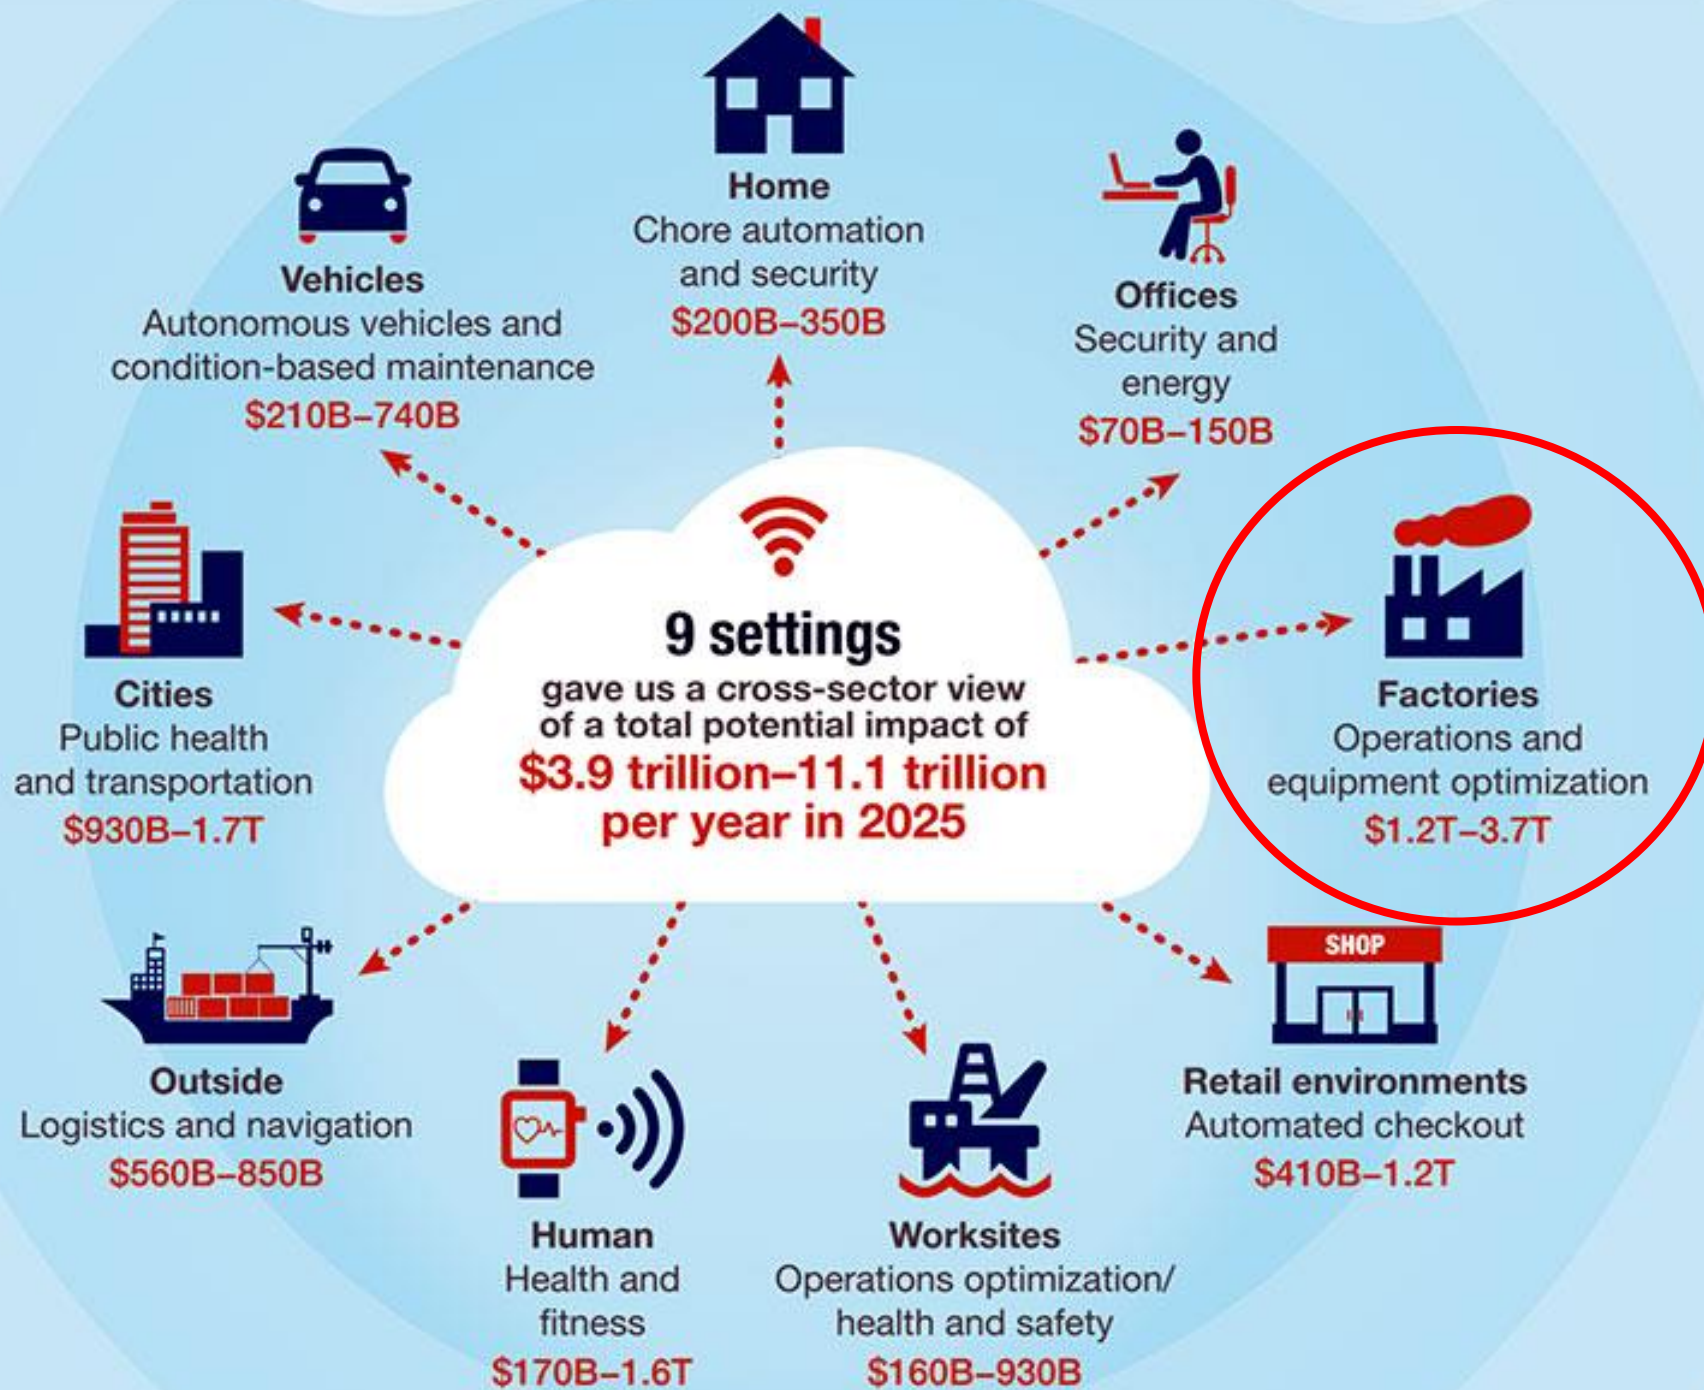 Home
Chore automation
and security
$200B–350B
Offices
Security and
energy
$70B–150B
Factories
Operations and
equipment optimization
$1.2T–3.7T
SHOP
Retail environments
Automated checkout
$410B–1.2T
Worksites
Operations optimization/
health and safety
$160B–930B
Human
Health and
fitness
$170B–1.6T
Outside
Logistics and navigation
$560B–850B
Cities
Public health
and transportation
$930B–1.7T
Vehicles
Autonomous vehicles and
condition-based maintenance
$210B–740B
9 settings
gave us a cross-sector view
of a total potential impact of
$3.9 trillion–11.1 trillion
per year in 2025